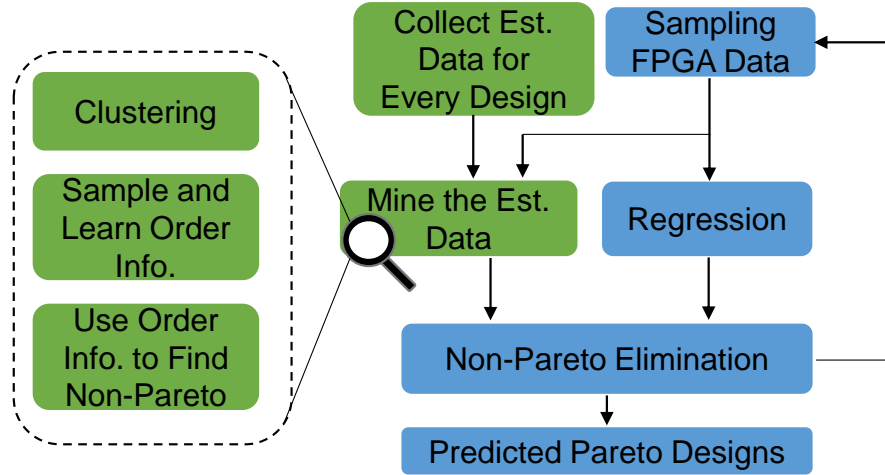 Collect Est.
Data for
Every Design
Sampling
FPGA Data
Clustering
Sample and
Learn Order
Info.
Use Order
Info. to Find
Non-Pareto
Mine the Est.
Data
Regression
Non-Pareto Elimination
Predicted Pareto Designs